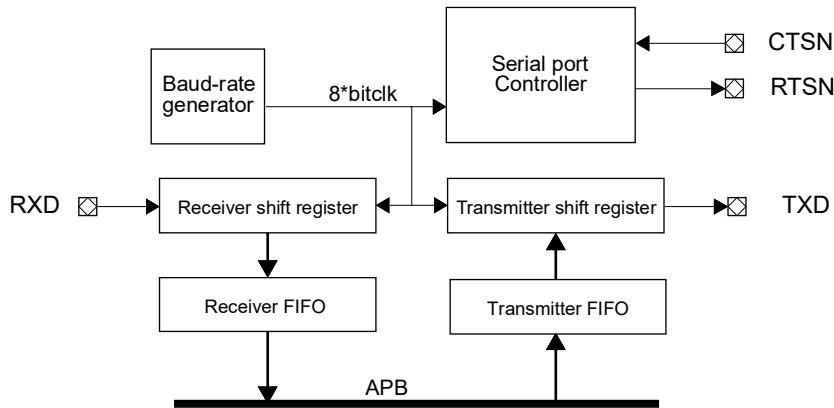 CTSN
Serial port
Controller
RTSN
Baud-rate
generator
8*bitclk
RXD
Receiver shift register
Transmitter shift register
TXD
Receiver FIFO
Transmitter FIFO
APB